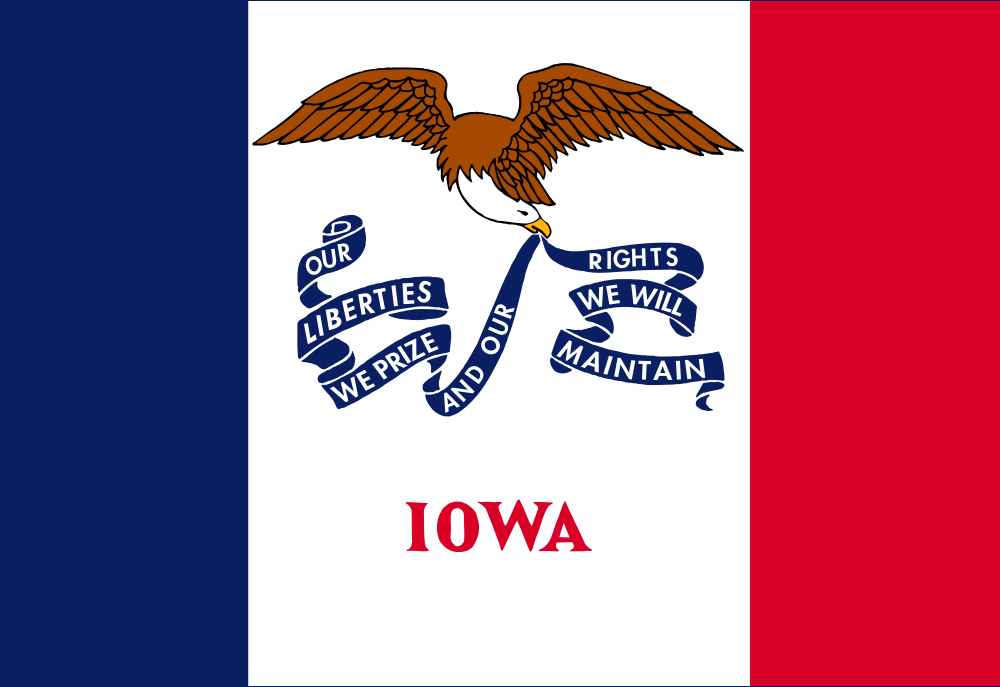 OUR
LIBERTIES
WE PRIZE
AND OUR
RIGHTS
WE WILL
MAINTAIN
IOWA